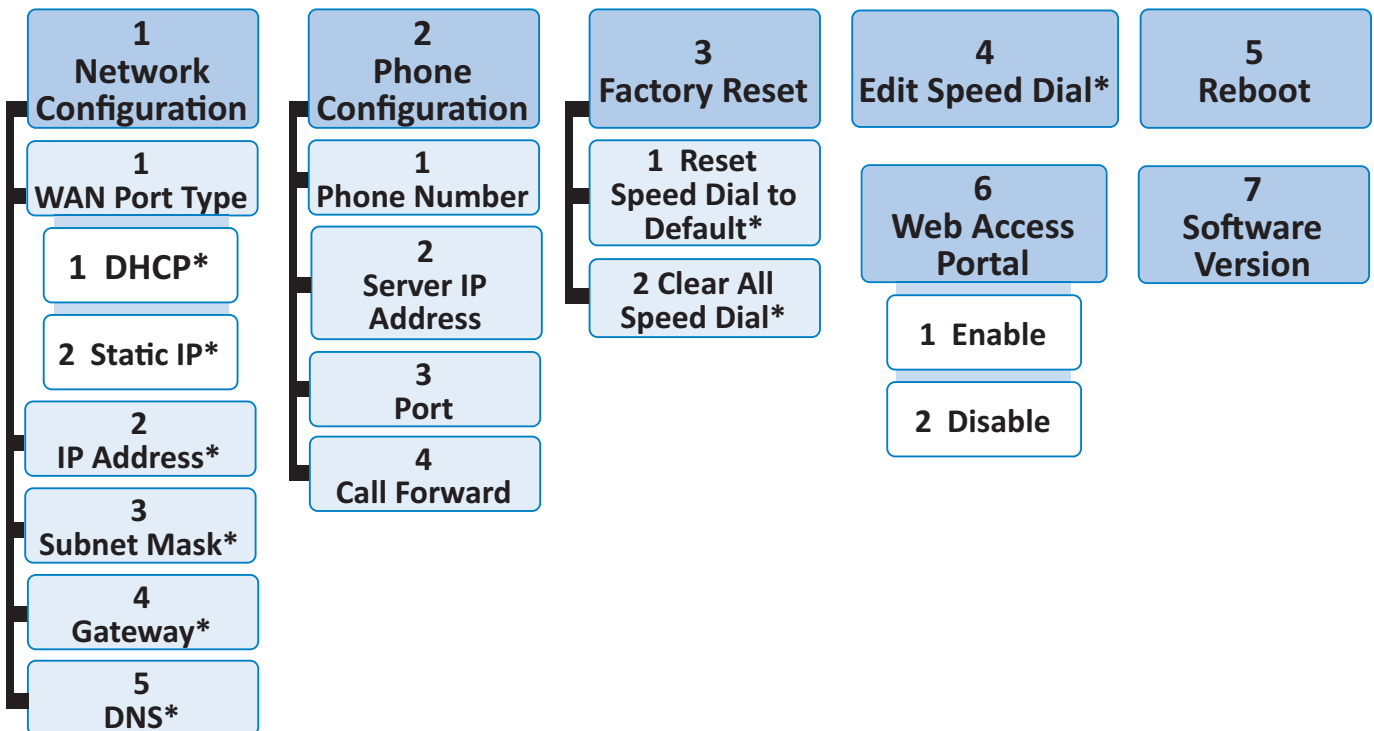 1
Network
Configuration
1
WAN Port Type
1 DHCP*
2 Static IP*
2
IP Address*
3
Subnet Mask*
4
Gateway*
5
DNS*
2
Phone
Configuration
1
Phone Number
2
Server IP
Address
3
Port
4
Call Forward
3
Factory Reset
1 Reset
Speed Dial to
Default*
2 Clear All
Speed Dial*
4
Edit Speed Dial*
5
Reboot
6
Web Access
Portal
1 Enable
2 Disable
7
Software
Version